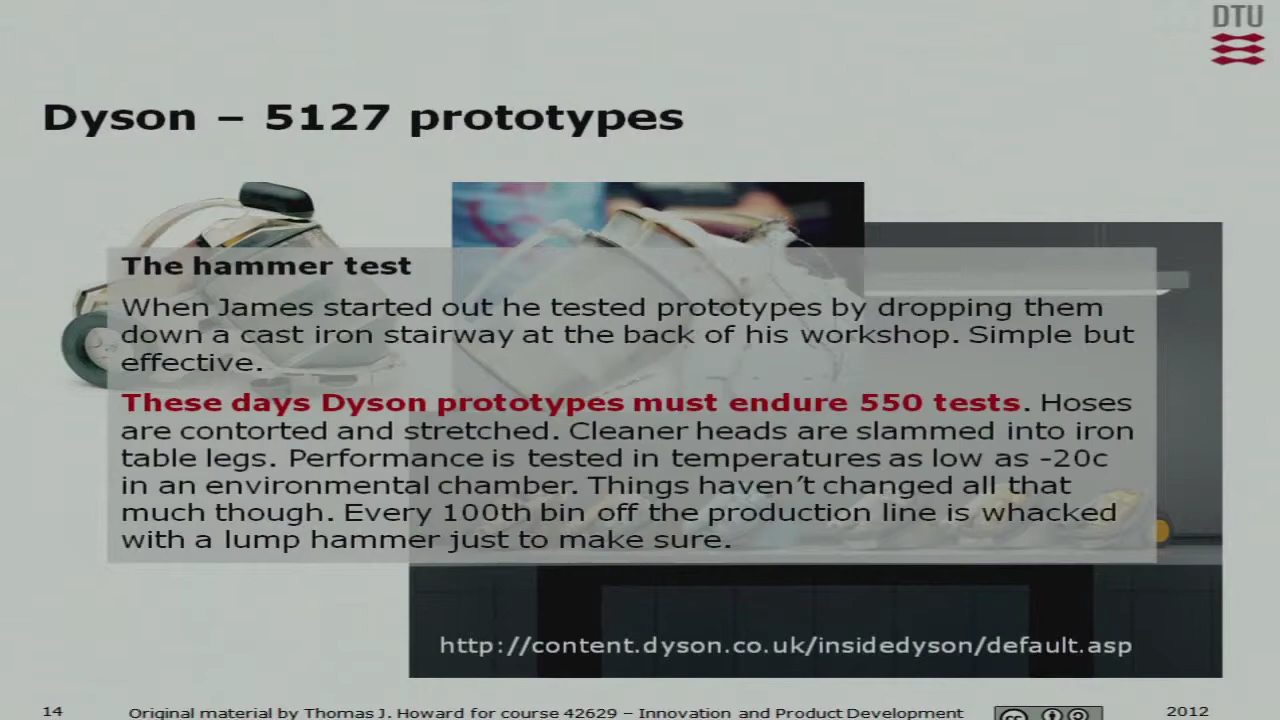 DTU
Dyson – 5127 prototypes
The hammer test
When James started out he tested prototypes by dropping them
down a cast iron stairway at the back of his workshop. Simple but
effective.
These days Dyson prototypes must endure 550 tests. Hoses
are contorted and stretched. Cleaner heads are slammed into iron
table legs. Performance is tested in temperatures as low as -20c
in an environmental chamber. Things haven't changed all that
much though. Every 100th bin off the production line is whacked
with a lump hammer just to make sure.
http://content.dyson.co.uk/insidedyson/default.asp
14 Original material by Thomas J. Howard for course 42629 – Innovation and Product Development cc 2012